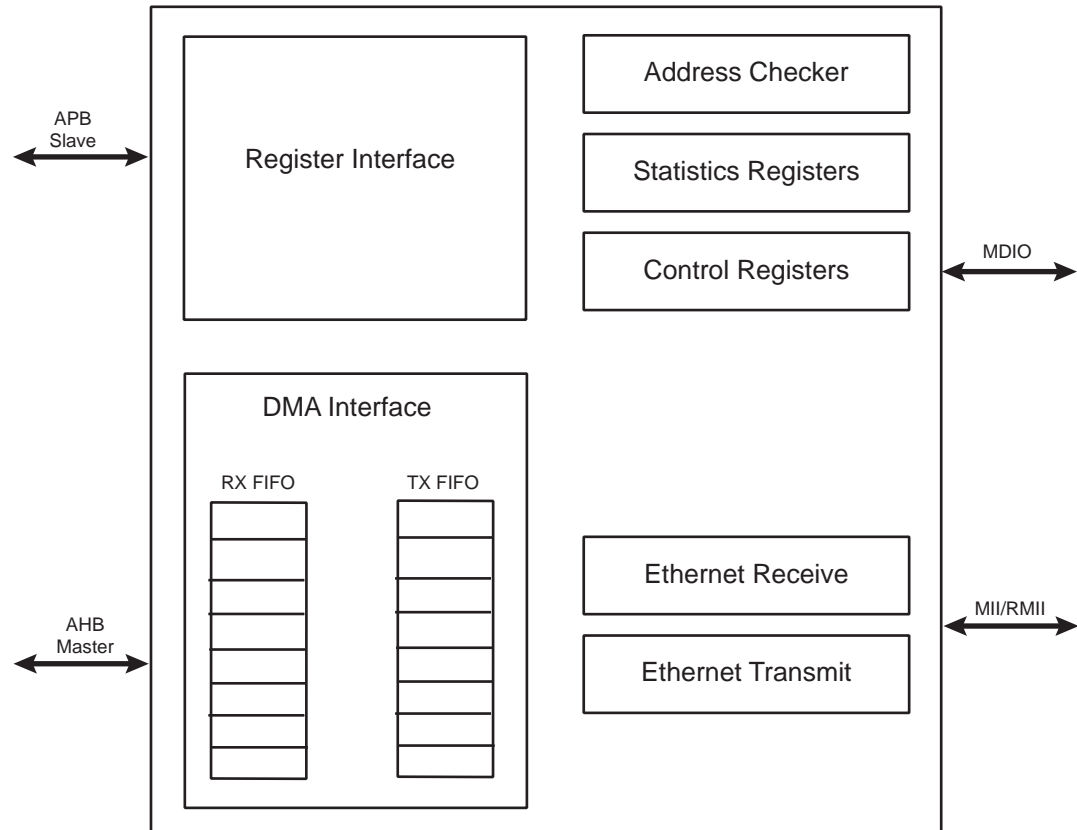 APB
Slave
Register Interface
Address Checker
Statistics Registers
Control Registers
MDIO
DMA Interface
RX FIFO
TX FIFO
AHB
Master
Ethernet Receive
Ethernet Transmit
MII/RMII